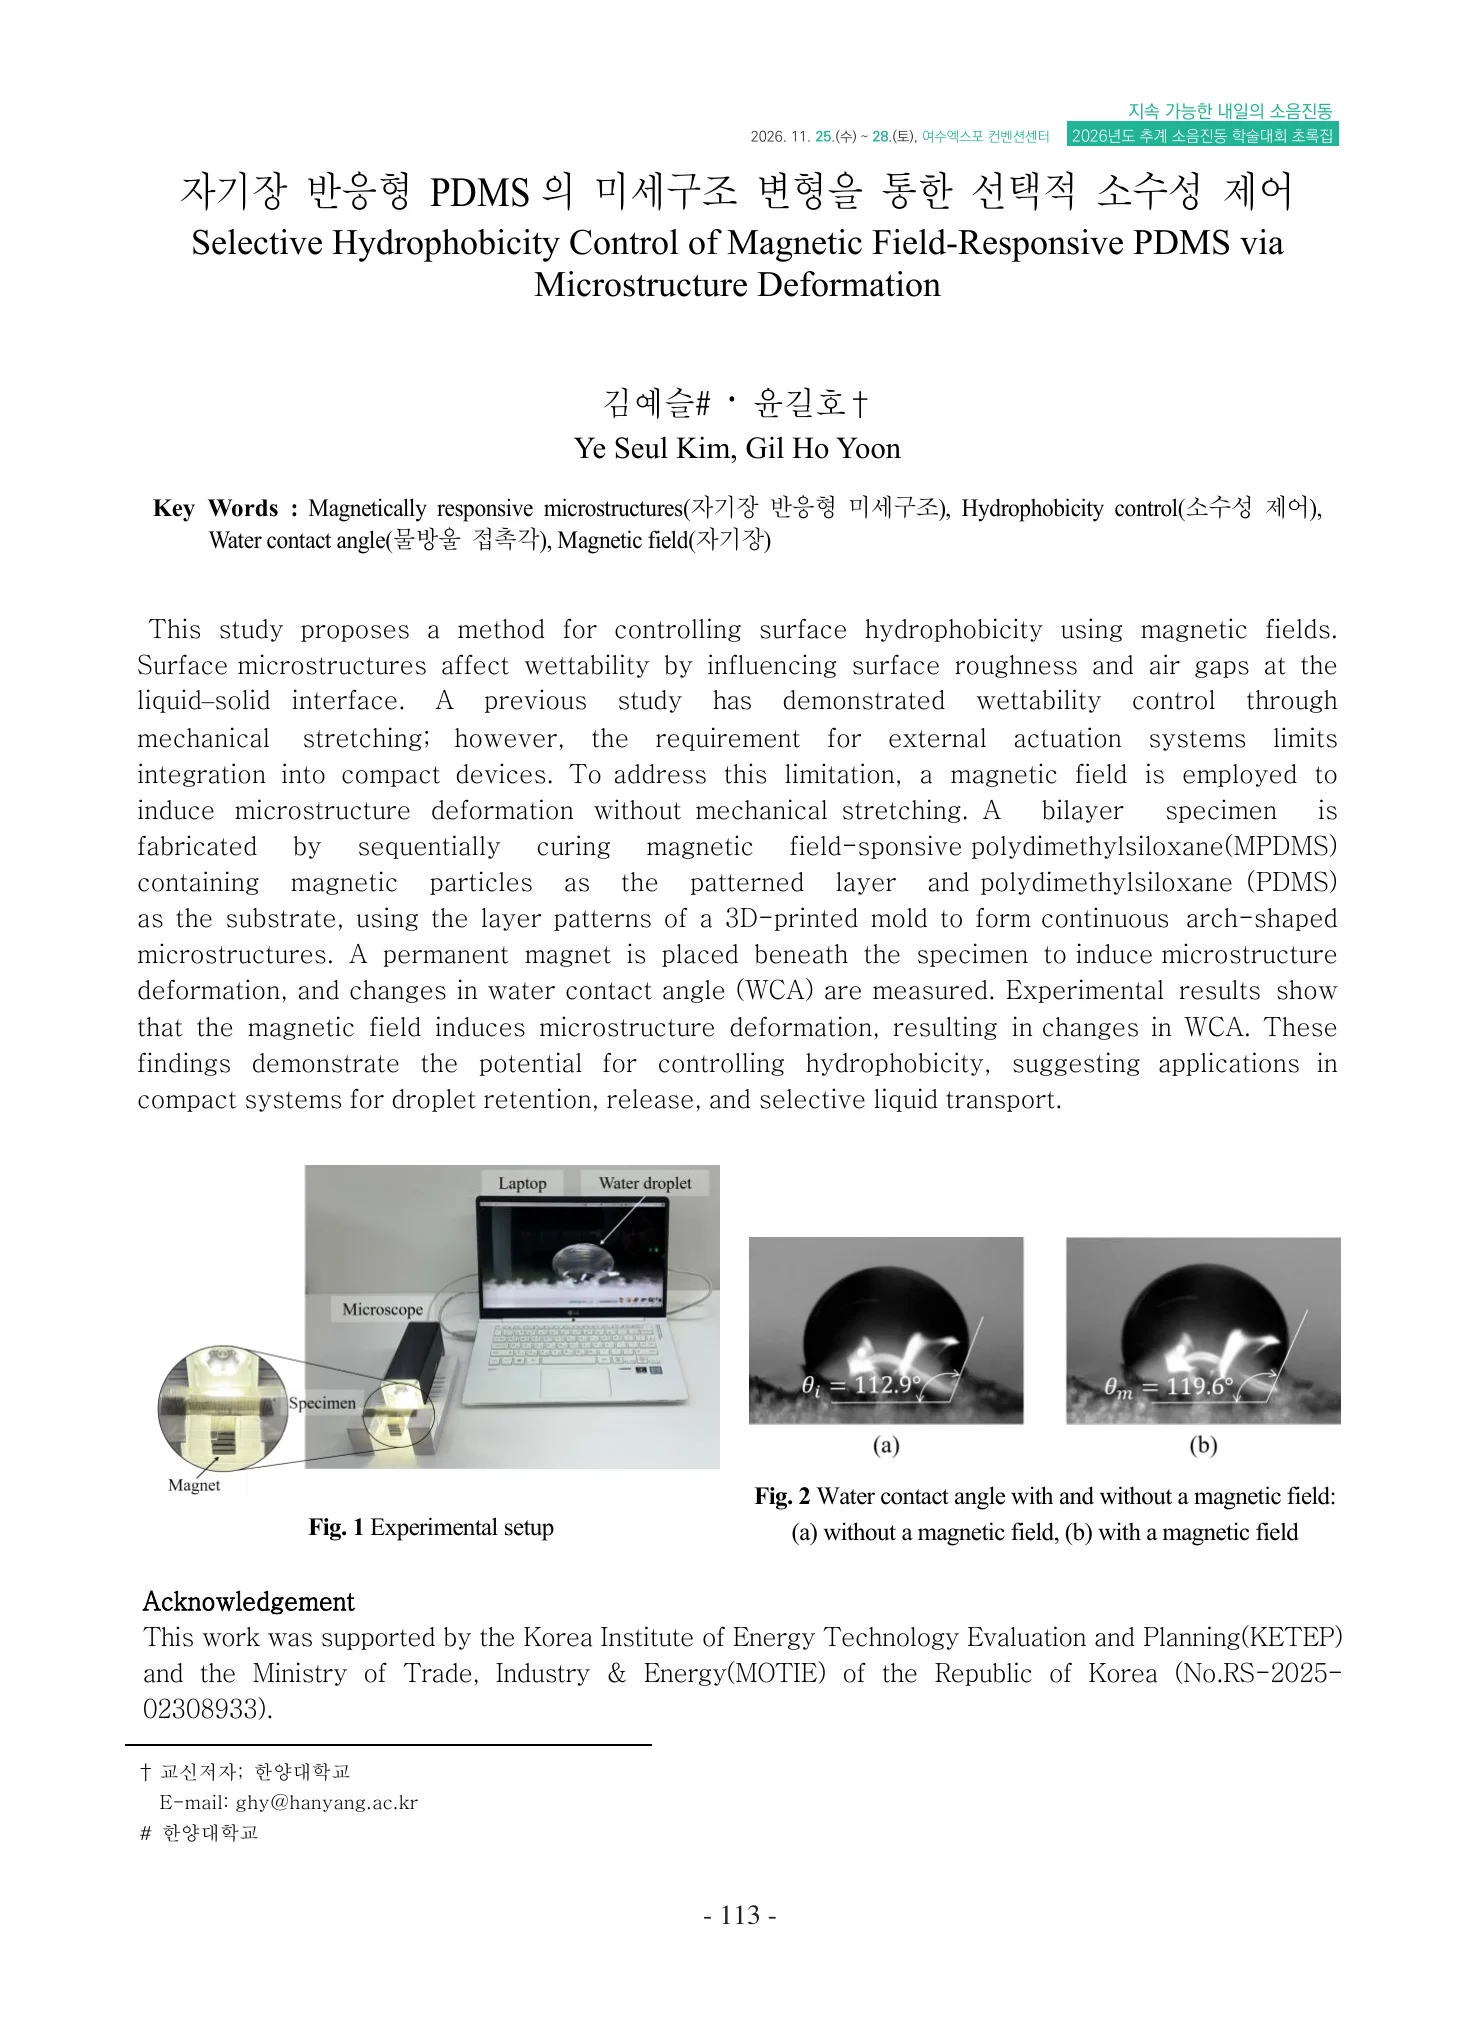 지속 가능한 내일의 소음진동
2026. 11. 25.(수) ~ 28.(토), 여수엑스포 컨벤션센터 2026년도 추계 소음진동 학술대회 초록집
자기장 반응형 PDMS 의 미세구조 변형을 통한 선택적 소수성 제어
Selective Hydrophobicity Control of Magnetic Field-Responsive PDMS via
Microstructure Deformation
김예슬# · 윤길호†
Ye Seul Kim, Gil Ho Yoon
Key Words : Magnetically responsive microstructures(자기장 반응형 미세구조), Hydrophobicity control(소수성 제어),
Water contact angle(물방울 접촉각), Magnetic field(자기장)
This study proposes a method for controlling surface hydrophobicity using magnetic fields.
Surface microstructures affect wettability by influencing surface roughness and air gaps at the
liquid–solid interface. A previous study has demonstrated wettability control through
mechanical stretching; however, the requirement for external actuation systems limits
integration into compact devices. To address this limitation, a magnetic field is employed to
induce microstructure deformation without mechanical stretching. A bilayer specimen is
fabricated by sequentially curing magnetic field-sponsive polydimethylsiloxane(MPDMS)
containing magnetic particles as the patterned layer and polydimethylsiloxane (PDMS)
as the substrate, using the layer patterns of a 3D-printed mold to form continuous arch-shaped
microstructures. A permanent magnet is placed beneath the specimen to induce microstructure
deformation, and changes in water contact angle (WCA) are measured. Experimental results show
that the magnetic field induces microstructure deformation, resulting in changes in WCA. These
findings demonstrate the potential for controlling hydrophobicity, suggesting applications in
compact systems for droplet retention, release, and selective liquid transport.
Laptop
Water droplet
Microscope
Specimen
Magnet
Fig. 1 Experimental setup
θi = 112.9°
θm = 119.6°
(a)
(b)
Fig. 2 Water contact angle with and without a magnetic field:
(a) without a magnetic field, (b) with a magnetic field
Acknowledgement
This work was supported by the Korea Institute of Energy Technology Evaluation and Planning(KETEP)
and the Ministry of Trade, Industry & Energy(MOTIE) of the Republic of Korea (No.RS-2025-
02308933).
† 교신저자; 한양대학교
E-mail: ghy@hanyang.ac.kr
# 한양대학교
- 113 -